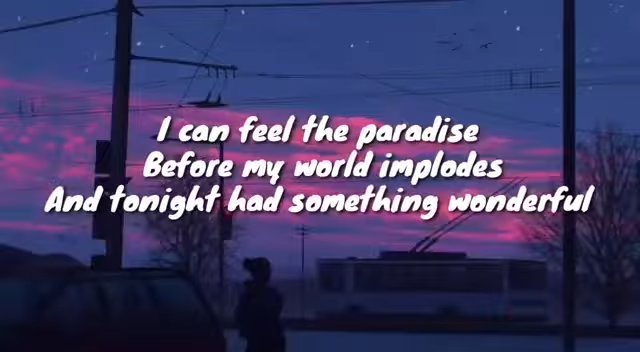 I can feel the paradise
Before my world implodes
And tonight had something wonderful